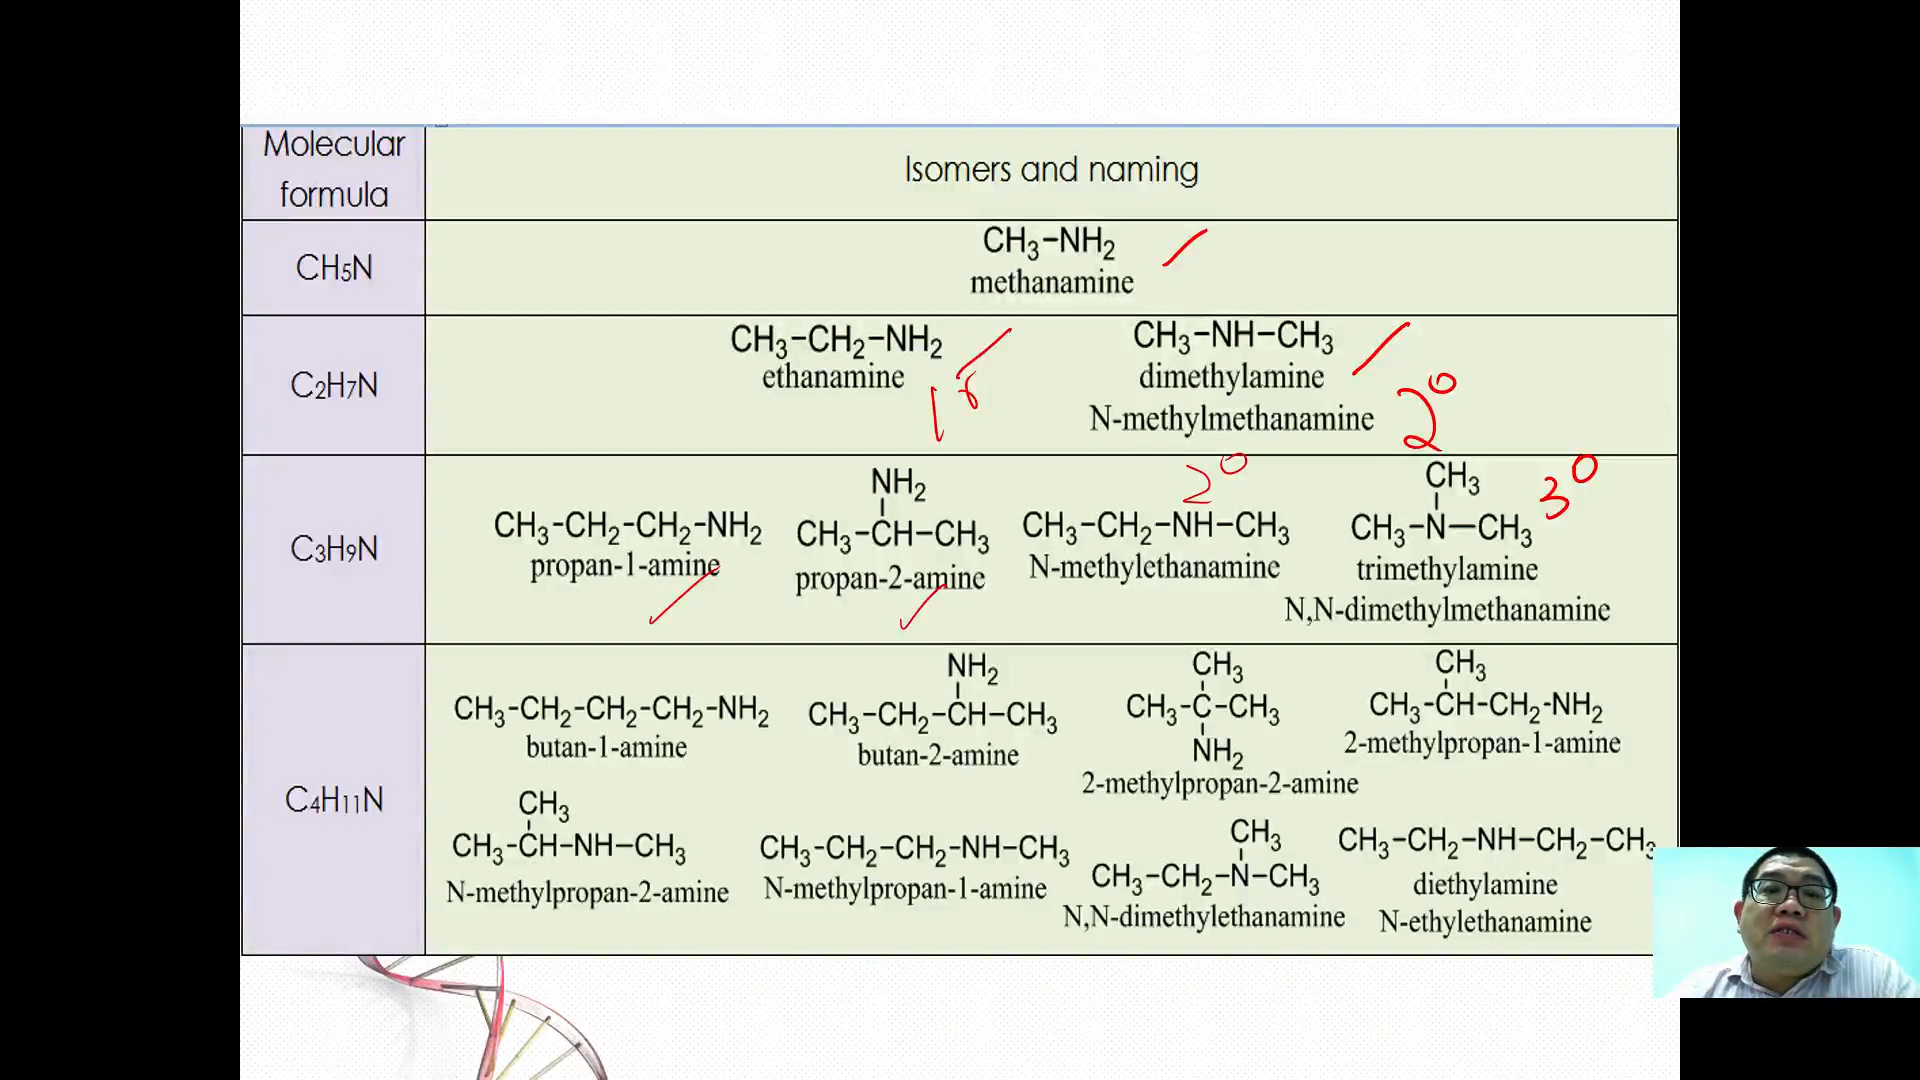 Molecular
formula
Isomers and naming
CH5N
CH3–NH2
methanamine
C2H7N
CH3–CH2–NH2
ethanamine
1°
CH3–NH–CH3
dimethylamine
N-methylmethanamine
2°
C3H9N
CH3–CH2–CH2–NH2
propan-1-amine
NH2
CH3–CH–CH3
propan-2-amine
2°
CH3–CH2–NH–CH3
N-methylethanamine
CH3
CH3–N–CH3
trimethylamine
N,N-dimethylmethanamine
3°
C4H11N
CH3–CH2–CH2–CH2–NH2
butan-1-amine
NH2
CH3–CH2–CH–CH3
butan-2-amine
CH3
CH3–C–CH3
NH2
2-methylpropan-2-amine
CH3
CH3–CH–CH2–NH2
2-methylpropan-1-amine
CH3
CH3–CH–NH–CH3
N-methylpropan-2-amine
CH3–CH2–CH2–NH–CH3
N-methylpropan-1-amine
CH3
CH3–CH2–N–CH3
N,N-dimethylethanamine
CH3–CH2–NH–CH2–CH3
diethylamine
N-ethylethanamine